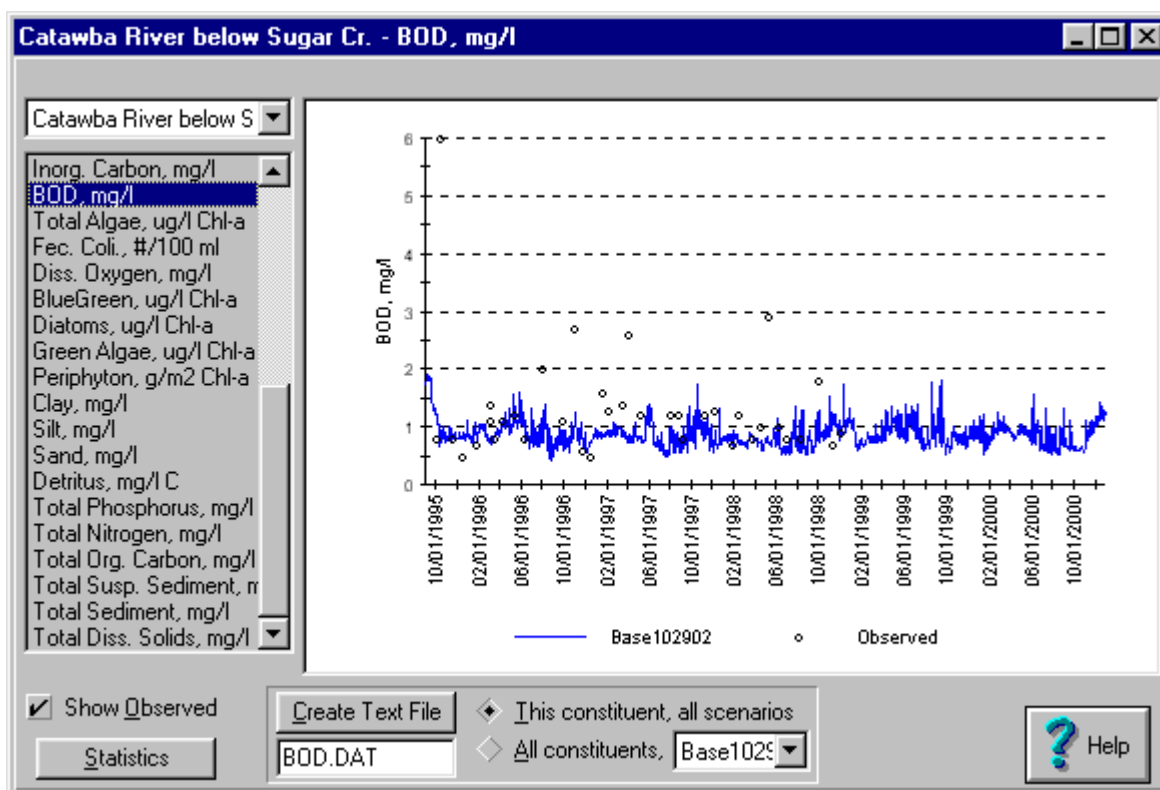 Catawba River below Sugar Cr. - BOD, mg/l
Catawba River below S
Inorg. Carbon, mg/l
BOD, mg/l
Total Algae, ug/l Chl-a
Fec. Coli., #/100 ml
Diss. Oxygen, mg/l
BlueGreen, ug/l Chl-a
Diatoms, ug/l Chl-a
Green Algae, ug/l Chl-a
Periphyton, g/m2 Chl-a
Clay, mg/l
Silt, mg/l
Sand, mg/l
Detritus, mg/l C
Total Phosphorus, mg/l
Total Nitrogen, mg/l
Total Org. Carbon, mg/l
Total Susp. Sediment, m
Total Sediment, mg/l
Total Diss. Solids, mg/l
BOD, mg/l
6
5
4
3
2
1
0
10/01/1995
02/01/1996
06/01/1996
10/01/1996
02/01/1997
06/01/1997
10/01/1997
02/01/1998
06/01/1998
10/01/1998
02/01/1999
06/01/1999
10/01/1999
02/01/2000
06/01/2000
10/01/2000
Base102902
Observed
Show Observed
Statistics
Create Text File
BOD.DAT
This constituent, all scenarios
All constituents,
Base1029
Help